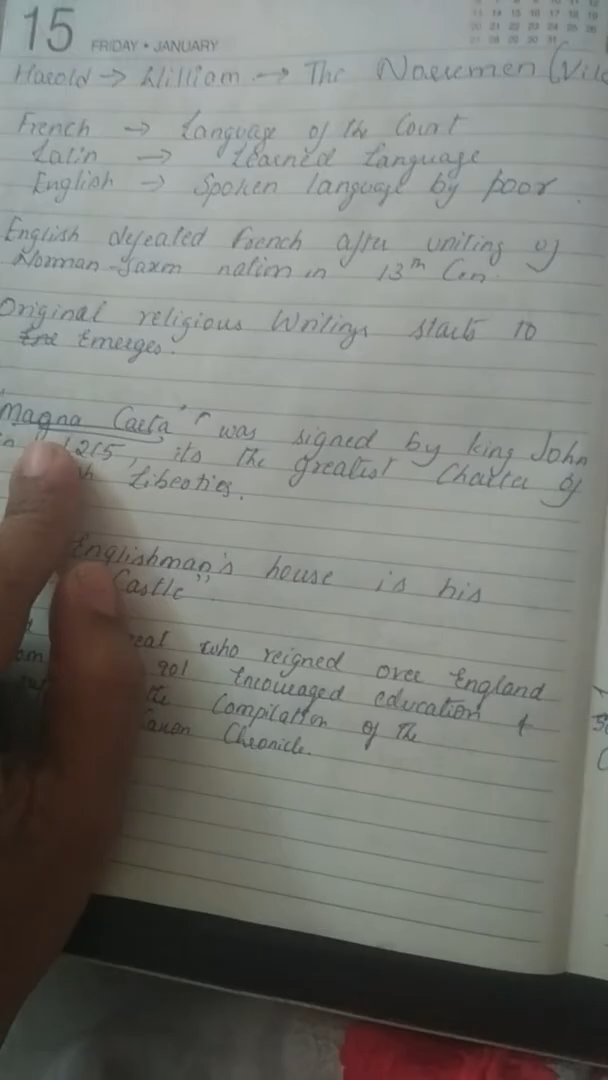 15 FRIDAY • JANUARY
Harold → William → The Noremen
French → Language of the Court
Latin → Learned language
English → Spoken language by poor.
English defeated French after uniting of
Norman-Saxon nation in 13th Cen
Original religious Writings starts to
Emerges.
"Magna Carta" was signed by king John
1215, its the greatest Charter of
Liberties.
Englishman's house is his
Castle".
who reigned over England
901 Encouraged education &
the Compilation of the
Chronicle.